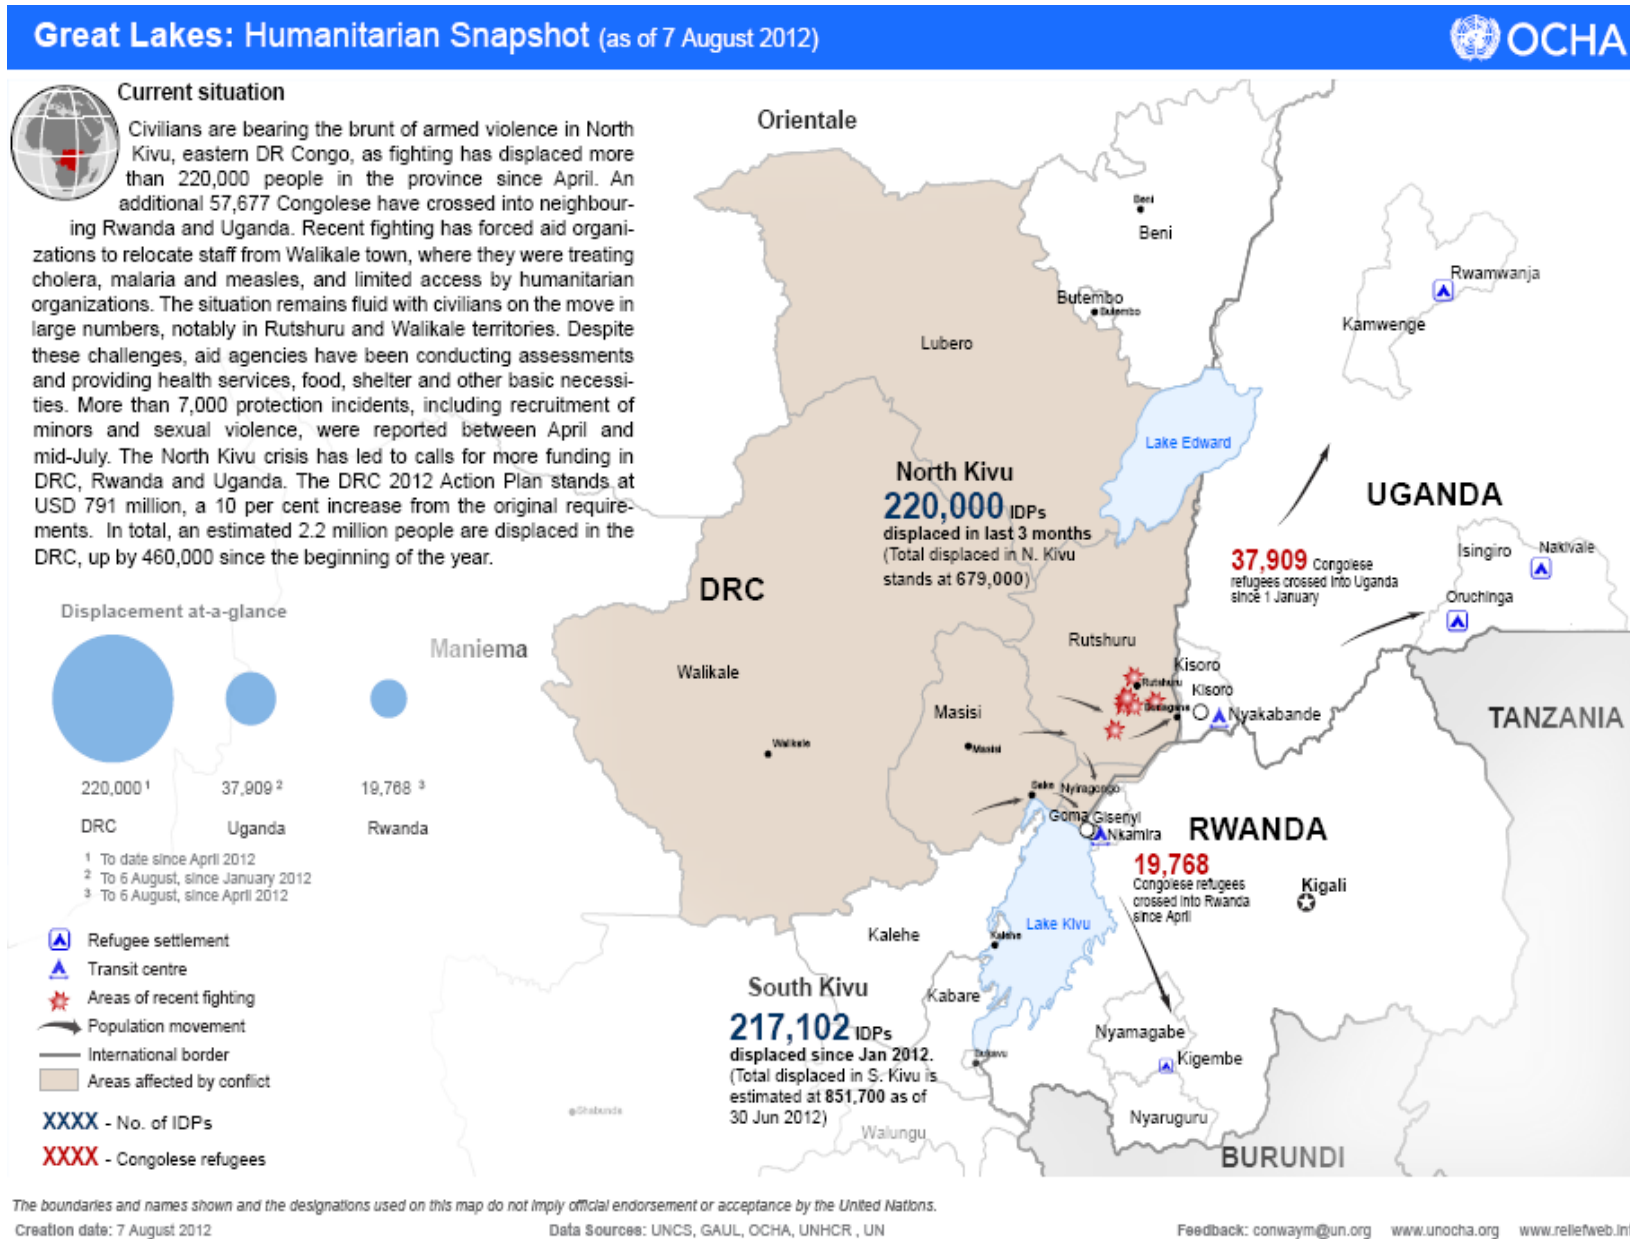 Great Lakes: Humanitarian Snapshot (as of 7 August 2012)
OCHA
Current situation
Civilians are bearing the brunt of armed violence in North
Kivu, eastern DR Congo, as fighting has displaced more
than 220,000 people in the province since April. An
additional 57,677 Congolese have crossed into neighbour-
ing Rwanda and Uganda. Recent fighting has forced aid organi-
zations to relocate staff from Walikale town, where they were treating
cholera, malaria and measles, and limited access by humanitarian
organizations. The situation remains fluid with civilians on the move in
large numbers, notably in Rutshuru and Walikale territories. Despite
these challenges, aid agencies have been conducting assessments
and providing health services, food, shelter and other basic necessi-
ties. More than 7,000 protection incidents, including recruitment of
minors and sexual violence, were reported between April and
mid-July. The North Kivu crisis has led to calls for more funding in
DRC, Rwanda and Uganda. The DRC 2012 Action Plan stands at
USD 791 million, a 10 per cent increase from the original require-
ments. In total, an estimated 2.2 million people are displaced in the
DRC, up by 460,000 since the beginning of the year.
Displacement at-a-glance
220,000 1
37,909 2
19,768 3
DRC
Uganda
Rwanda
1 To date since April 2012
2 To 6 August, since January 2012
3 To 6 August, since April 2012
Refugee settlement
Transit centre
Areas of recent fighting
Population movement
International border
Areas affected by conflict
XXXX - No. of IDPs
XXXX - Congolese refugees
Orientale
Beni
Beni
Butembo
Butembo
Lubero
Rwamwanja
Kamwenge
Lake Edward
North Kivu
220,000 IDPs
displaced in last 3 months
(Total displaced in N. Kivu
stands at 679,000)
DRC
UGANDA
37,909 Congolese
refugees crossed into Uganda
since 1 January
Isingiro
Nakivale
Oruchinga
Maniema
Walikale
Walikale
Masisi
Masisi
Rutshuru
Rutshuru
Bunagana
Kisoro
Kisoro
Nyakabande
TANZANIA
Sake
Nyiragongo
Goma
Gisenyi
Nkamira
RWANDA
19,768
Congolese refugees
crossed into Rwanda
since April
Kigali
Lake Kivu
Kalehe
Kalehe
Kabare
South Kivu
217,102 IDPs
displaced since Jan 2012.
(Total displaced in S. Kivu is
estimated at 851,700 as of
30 Jun 2012)
Bukavu
Shabunda
Walungu
Nyamagabe
Kigembe
Nyaruguru
BURUNDI
The boundaries and names shown and the designations used on this map do not imply official endorsement or acceptance by the United Nations.
Creation date: 7 August 2012
Data Sources: UNCS, GAUL, OCHA, UNHCR , UN
Feedback: conwaym@un.org www.unocha.org www.reliefweb.int